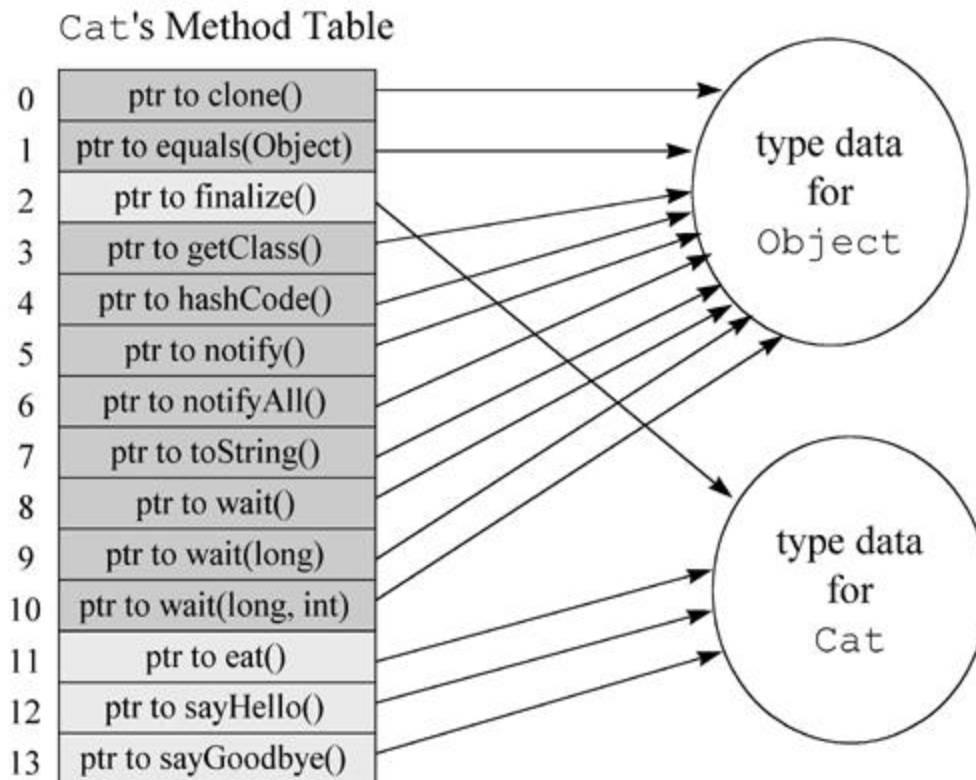 Cat's Method Table
0 ptr to clone()
1 ptr to equals(Object)
2 ptr to finalize()
3 ptr to getClass()
4 ptr to hashCode()
5 ptr to notify()
6 ptr to notifyAll()
7 ptr to toString()
8 ptr to wait()
9 ptr to wait(long)
10 ptr to wait(long, int)
11 ptr to eat()
12 ptr to sayHello()
13 ptr to sayGoodbye()
type data
for
Object
type data
for
Cat